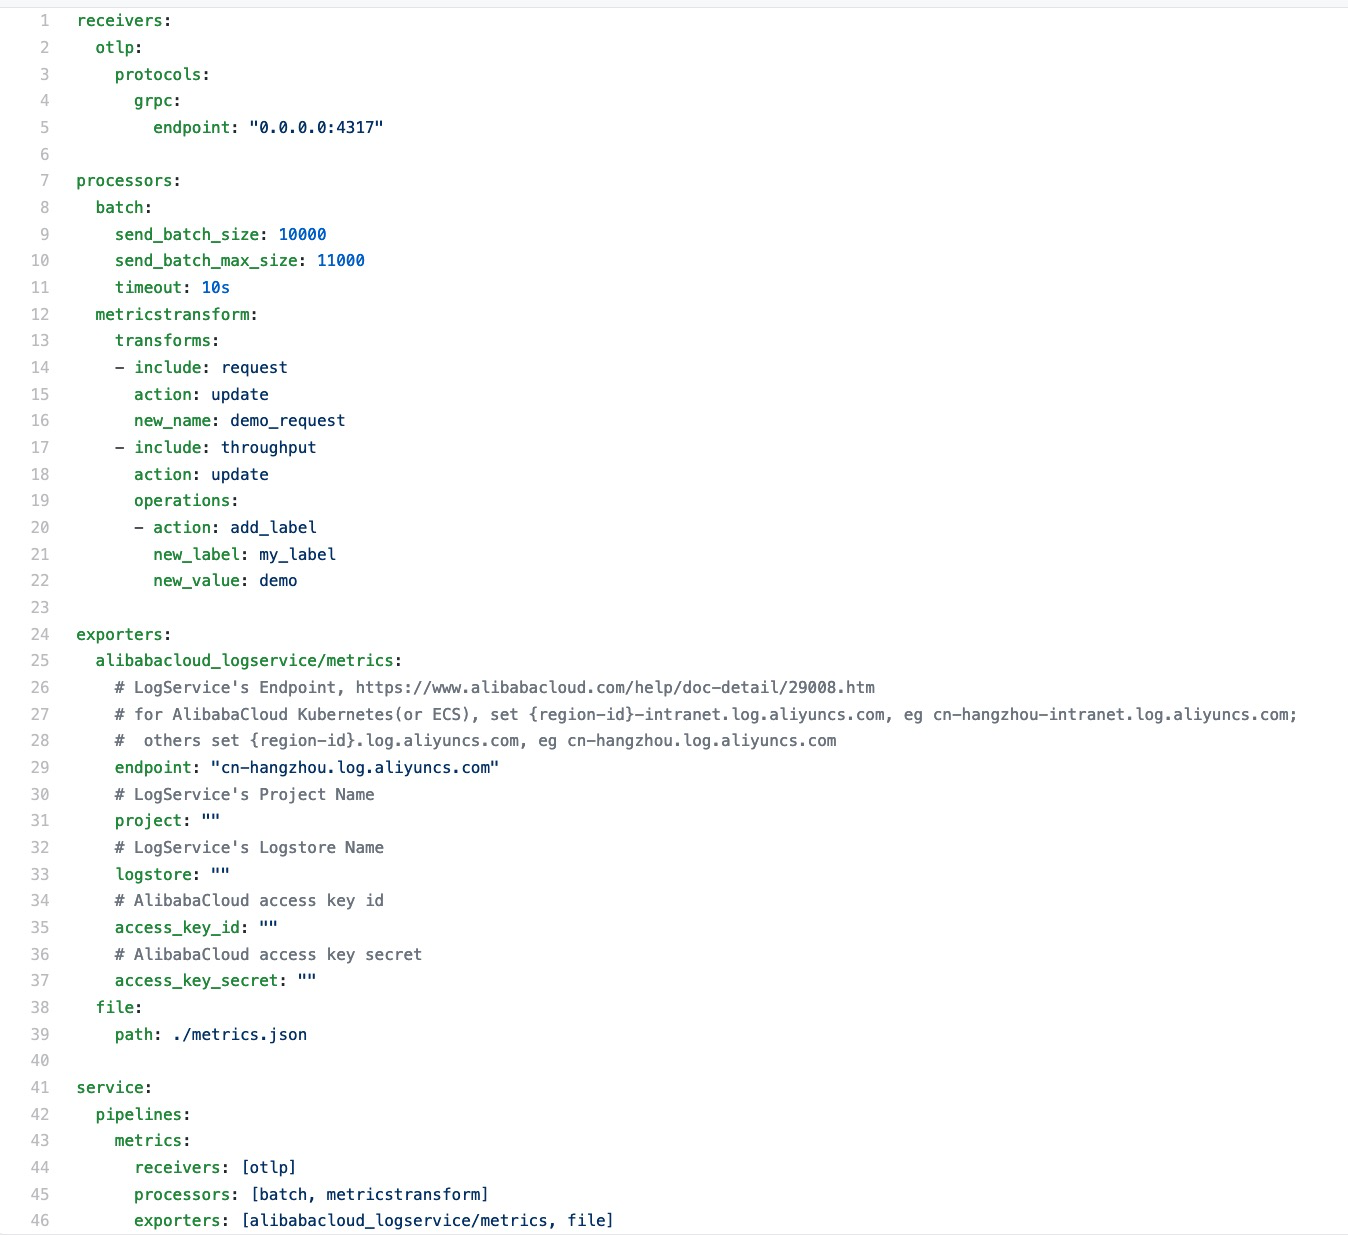 1 receivers:
2   otlp:
3     protocols:
4       grpc:
5         endpoint: "0.0.0.0:4317"
6
7 processors:
8   batch:
9     send_batch_size: 10000
10     send_batch_max_size: 11000
11     timeout: 10s
12   metricstransform:
13     transforms:
14     - include: request
15       action: update
16       new_name: demo_request
17     - include: throughput
18       action: update
19       operations:
20       - action: add_label
21         new_label: my_label
22         new_value: demo
23
24 exporters:
25   alibabacloud_logservice/metrics:
26     # LogService's Endpoint, https://www.alibabacloud.com/help/doc-detail/29008.htm
27     # for AlibabaCloud Kubernetes(or ECS), set {region-id}-intranet.log.aliyuncs.com, eg cn-hangzhou-intranet.log.aliyuncs.com;
28     #  others set {region-id}.log.aliyuncs.com, eg cn-hangzhou.log.aliyuncs.com
29     endpoint: "cn-hangzhou.log.aliyuncs.com"
30     # LogService's Project Name
31     project: ""
32     # LogService's Logstore Name
33     logstore: ""
34     # AlibabaCloud access key id
35     access_key_id: ""
36     # AlibabaCloud access key secret
37     access_key_secret: ""
38   file:
39     path: ./metrics.json
40
41 service:
42   pipelines:
43     metrics:
44       receivers: [otlp]
45       processors: [batch, metricstransform]
46       exporters: [alibabacloud_logservice/metrics, file]